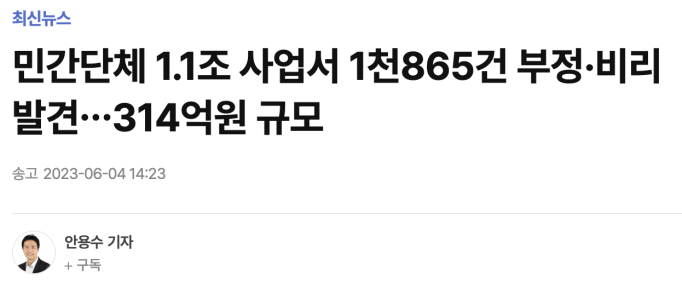 최신뉴스
민간단체 1.1조 사업서 1천865건 부정·비리
발견…314억원 규모
송고 2023-06-04 14:23
안용수 기자
+ 구독